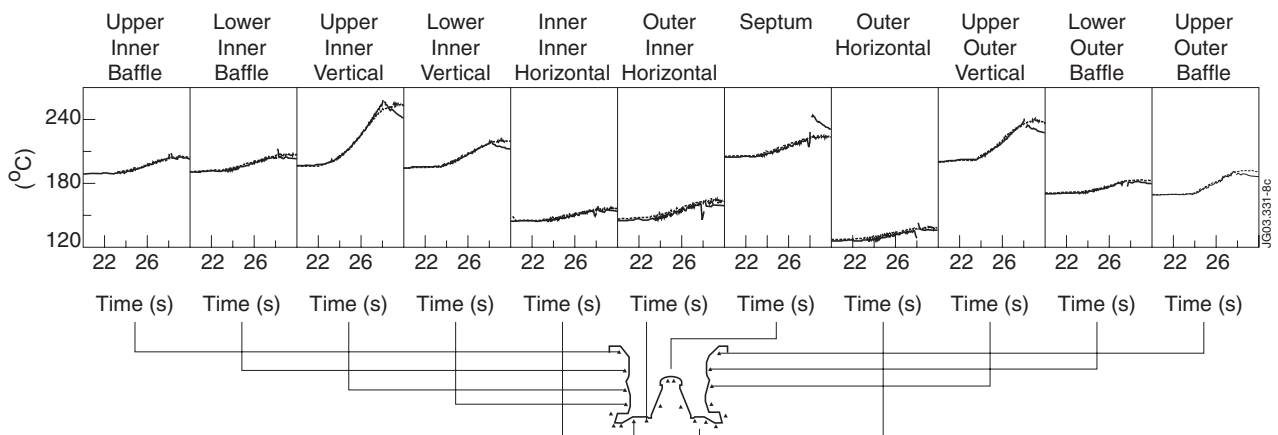 Upper Inner Baffle
Lower Inner Baffle
Upper Inner Vertical
Lower Inner Vertical
Inner Inner Horizontal
Outer Inner Horizontal
Septum
Outer Horizontal
Upper Outer Vertical
Lower Outer Baffle
Upper Outer Baffle
(°C)
240
180
120
22 26 22 26 22 26 22 26 22 26 22 26 22 26 22 26 22 26 22 26 22 26
Time (s) Time (s) Time (s) Time (s) Time (s) Time (s) Time (s) Time (s) Time (s) Time (s) Time (s)
JG03.331-8c